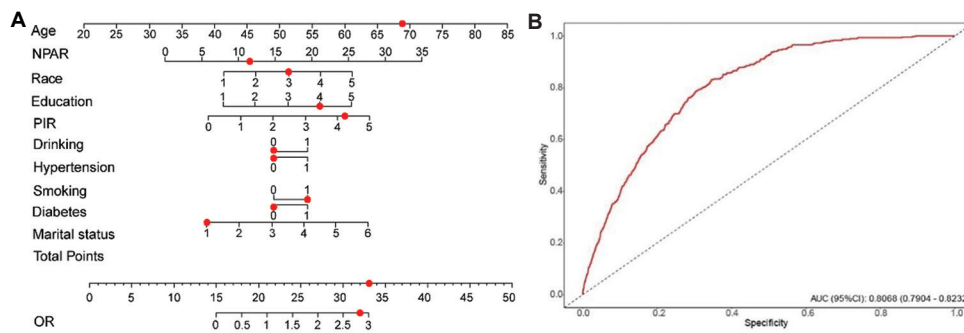 A
Age
20 25 30 35 40 45 50 55 60 65 70 75 80 85
NPAR
0 5 10 15 20 25 30 35
Race
1 2 3 4 5
Education
1 2 3 4 5
PIR
0 1 2 3 4 5
Drinking
0 1
Hypertension
0 1
Smoking
0 1
Diabetes
0 1
Marital status
1 2 3 4 5 6
Total Points
0 10 20 30 40 50
OR
0 0.5 1 1.5 2 2.5 3
B
1.0
0.8
0.6
0.4
0.2
0.0
Sensitivity
AUC (95%CI): 0.8068 (0.7904 - 0.8232
0.0 0.2 0.4 0.6 0.8 1.0
Specificity